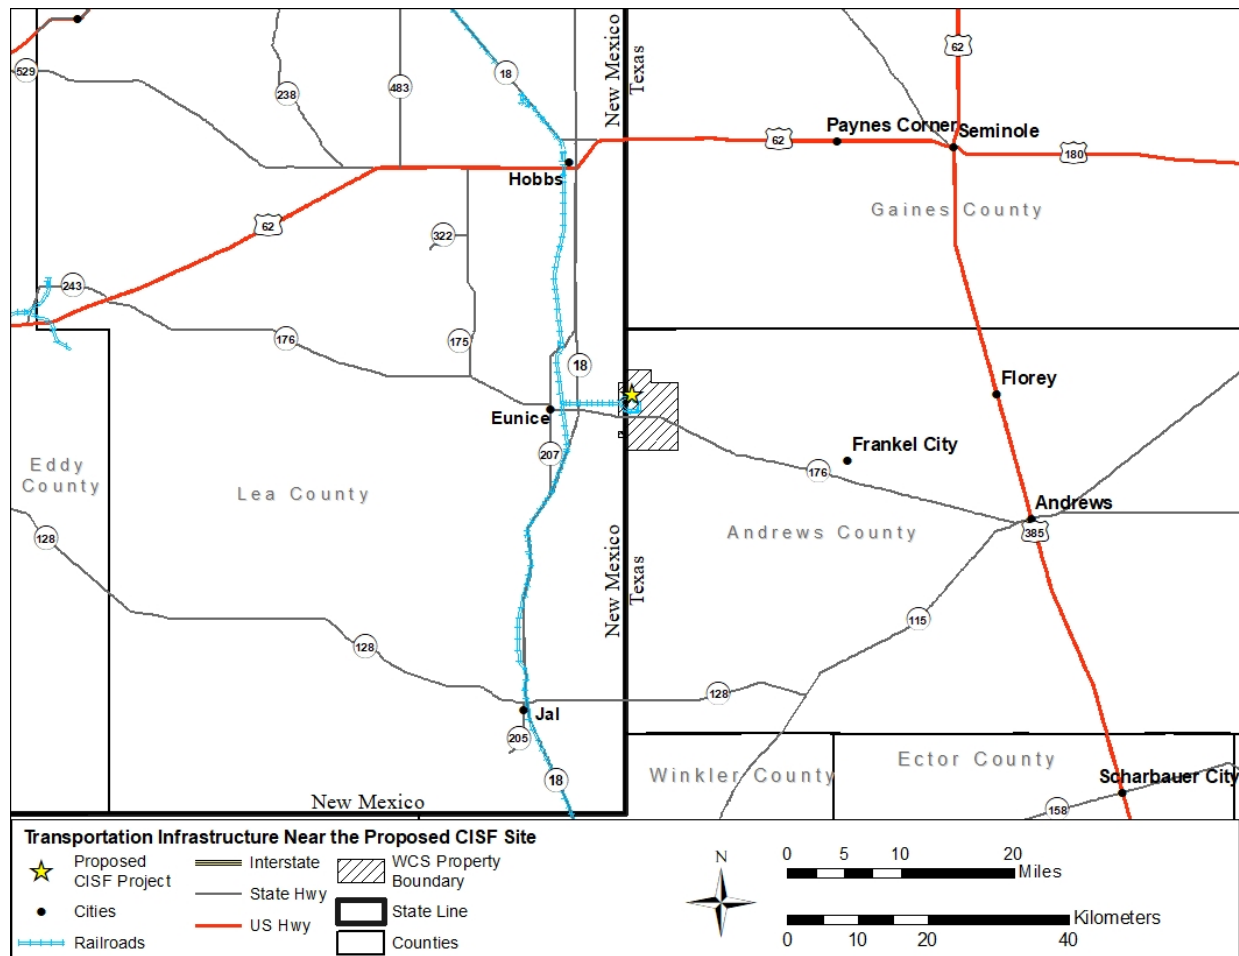 New Mexico
Texas
62
529
18
238
483
Paynes Corner
Seminole
62
180
Hobbs
Gaines County
62
322
243
176
175
18
Florey
Eunice
Frankel City
207
176
Eddy
County
Lea County
Andrews
Andrews County
385
New Mexico
Texas
128
115
128
128
Jal
205
Ector County
Winkler County
Scharbauer City
18
158
New Mexico
Transportation Infrastructure Near the Proposed CISF Site
Proposed
CISF Project
Cities
Railroads
Interstate
State Hwy
US Hwy
WCS Property
Boundary
State Line
Counties
N
0 5 10 20
Miles
Kilometers
0 10 20 40